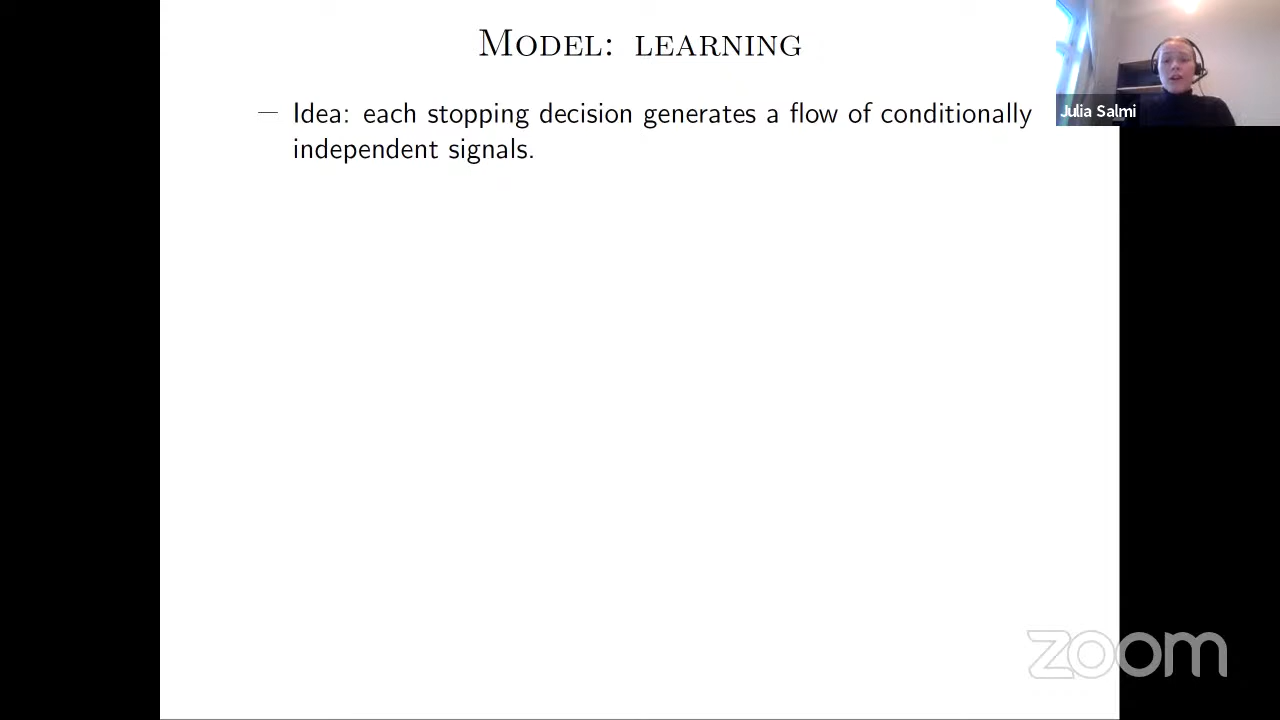 MODEL: LEARNING
— Idea: each stopping decision generates a flow of conditionally
independent signals.
Julia Salmi
zoom